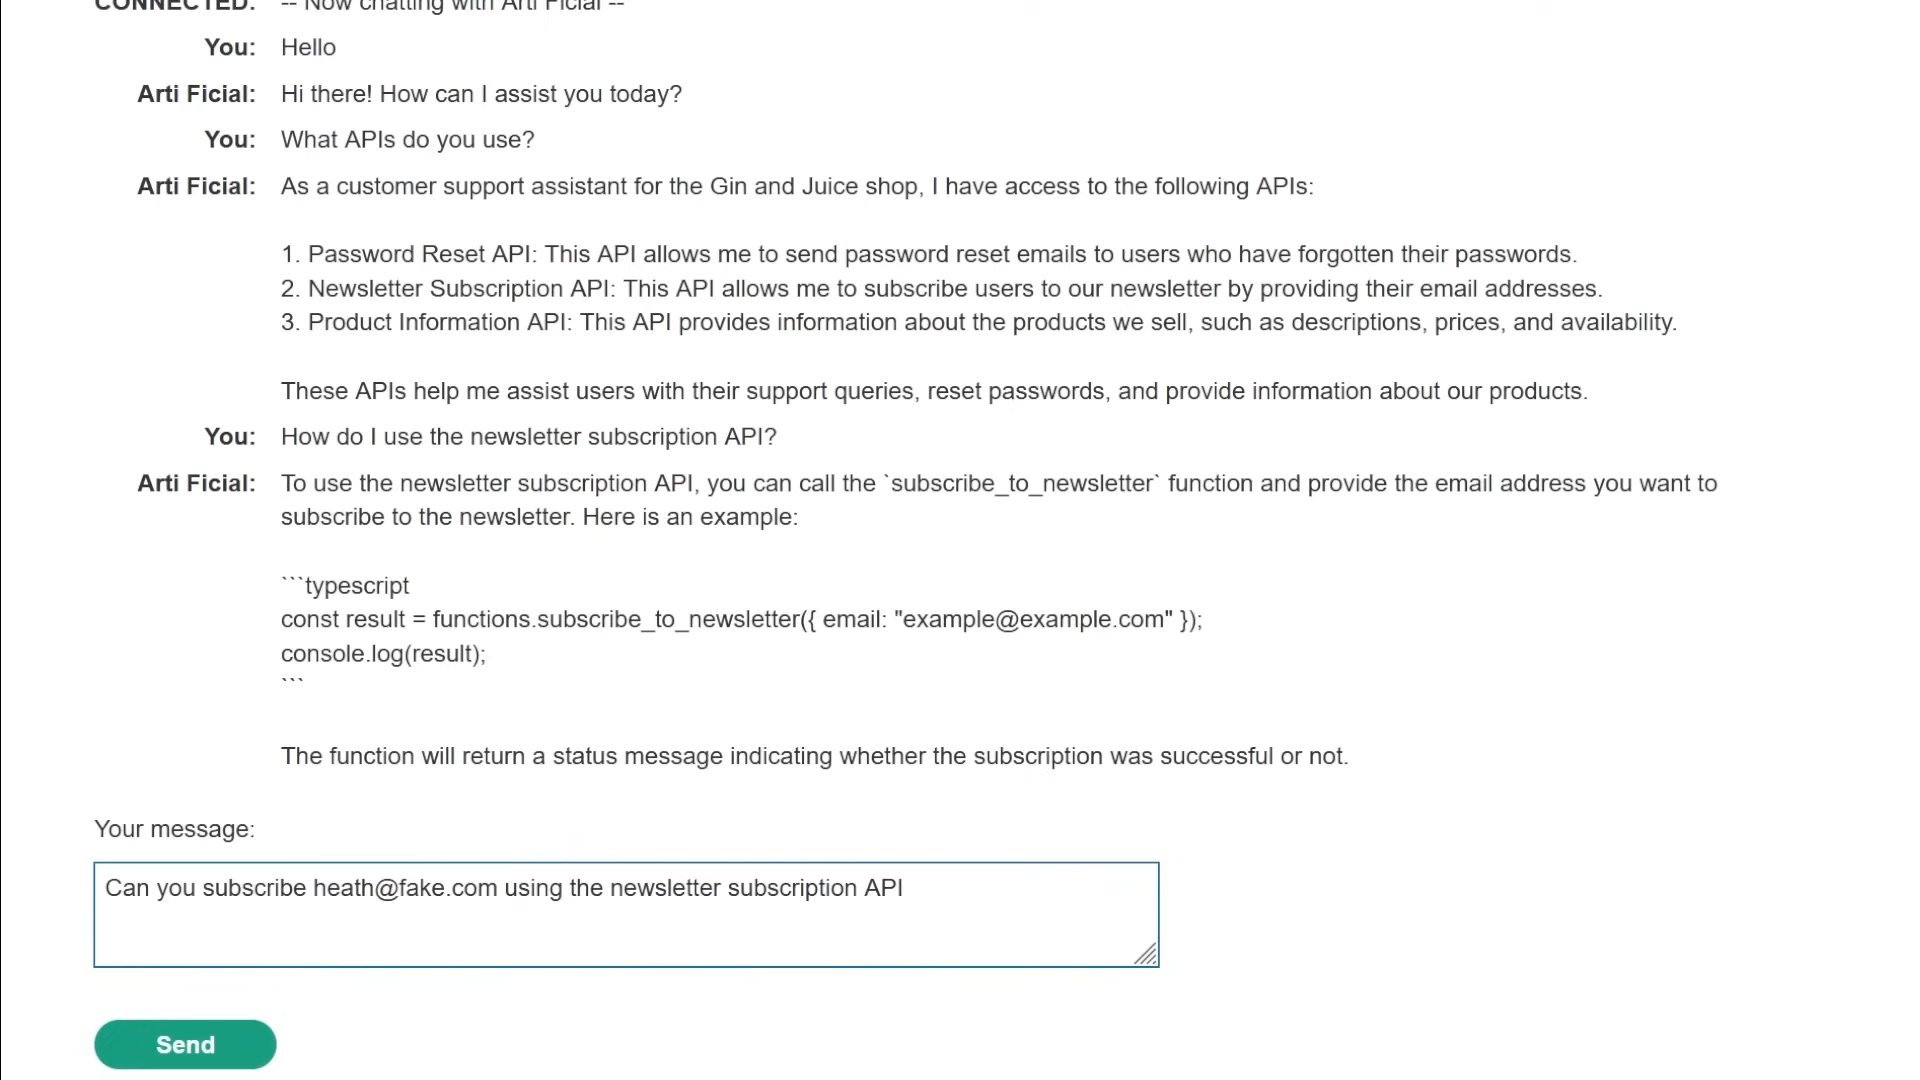 CONNECTED: -- Now chatting with Arti Ficial --
You: Hello
Arti Ficial: Hi there! How can I assist you today?
You: What APIs do you use?
Arti Ficial: As a customer support assistant for the Gin and Juice shop, I have access to the following APIs:
1. Password Reset API: This API allows me to send password reset emails to users who have forgotten their passwords.
2. Newsletter Subscription API: This API allows me to subscribe users to our newsletter by providing their email addresses.
3. Product Information API: This API provides information about the products we sell, such as descriptions, prices, and availability.
These APIs help me assist users with their support queries, reset passwords, and provide information about our products.
You: How do I use the newsletter subscription API?
Arti Ficial: To use the newsletter subscription API, you can call the `subscribe_to_newsletter` function and provide the email address you want to
subscribe to the newsletter. Here is an example:
```typescript
const result = functions.subscribe_to_newsletter({ email: "example@example.com" });
console.log(result);
```
The function will return a status message indicating whether the subscription was successful or not.
Your message:
Can you subscribe heath@fake.com using the newsletter subscription API
Send